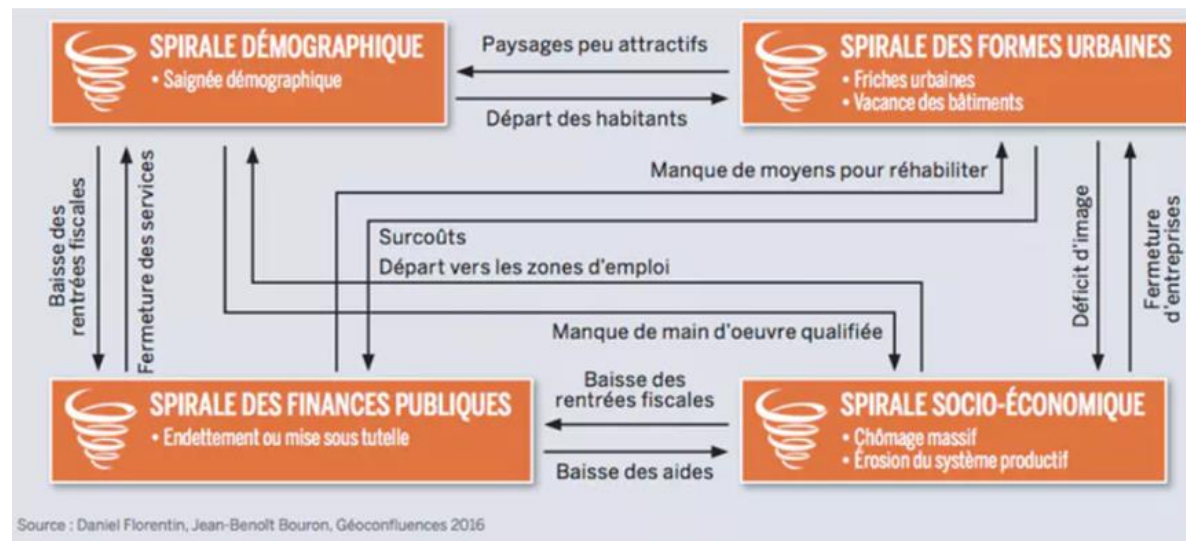 SPIRALE DÉMOGRAPHIQUE
• Saignée démographique
Paysages peu attractifs
Départ des habitants
SPIRALE DES FORMES URBAINES
• Friches urbaines
• Vacance des bâtiments
Baisse des
rentrées fiscales
Fermeture des services
Manque de moyens pour réhabiliter
Surcoûts
Départ vers les zones d'emploi
Manque de main d'oeuvre qualifiée
Déficit d'image
Fermeture
d'entreprises
SPIRALE DES FINANCES PUBLIQUES
• Endettement ou mise sous tutelle
Baisse des
rentrées fiscales
Baisse des aides
SPIRALE SOCIO-ÉCONOMIQUE
• Chômage massif
• Érosion du système productif
Source : Daniel Florentin, Jean-Benoît Bouron, Géoconfluences 2016